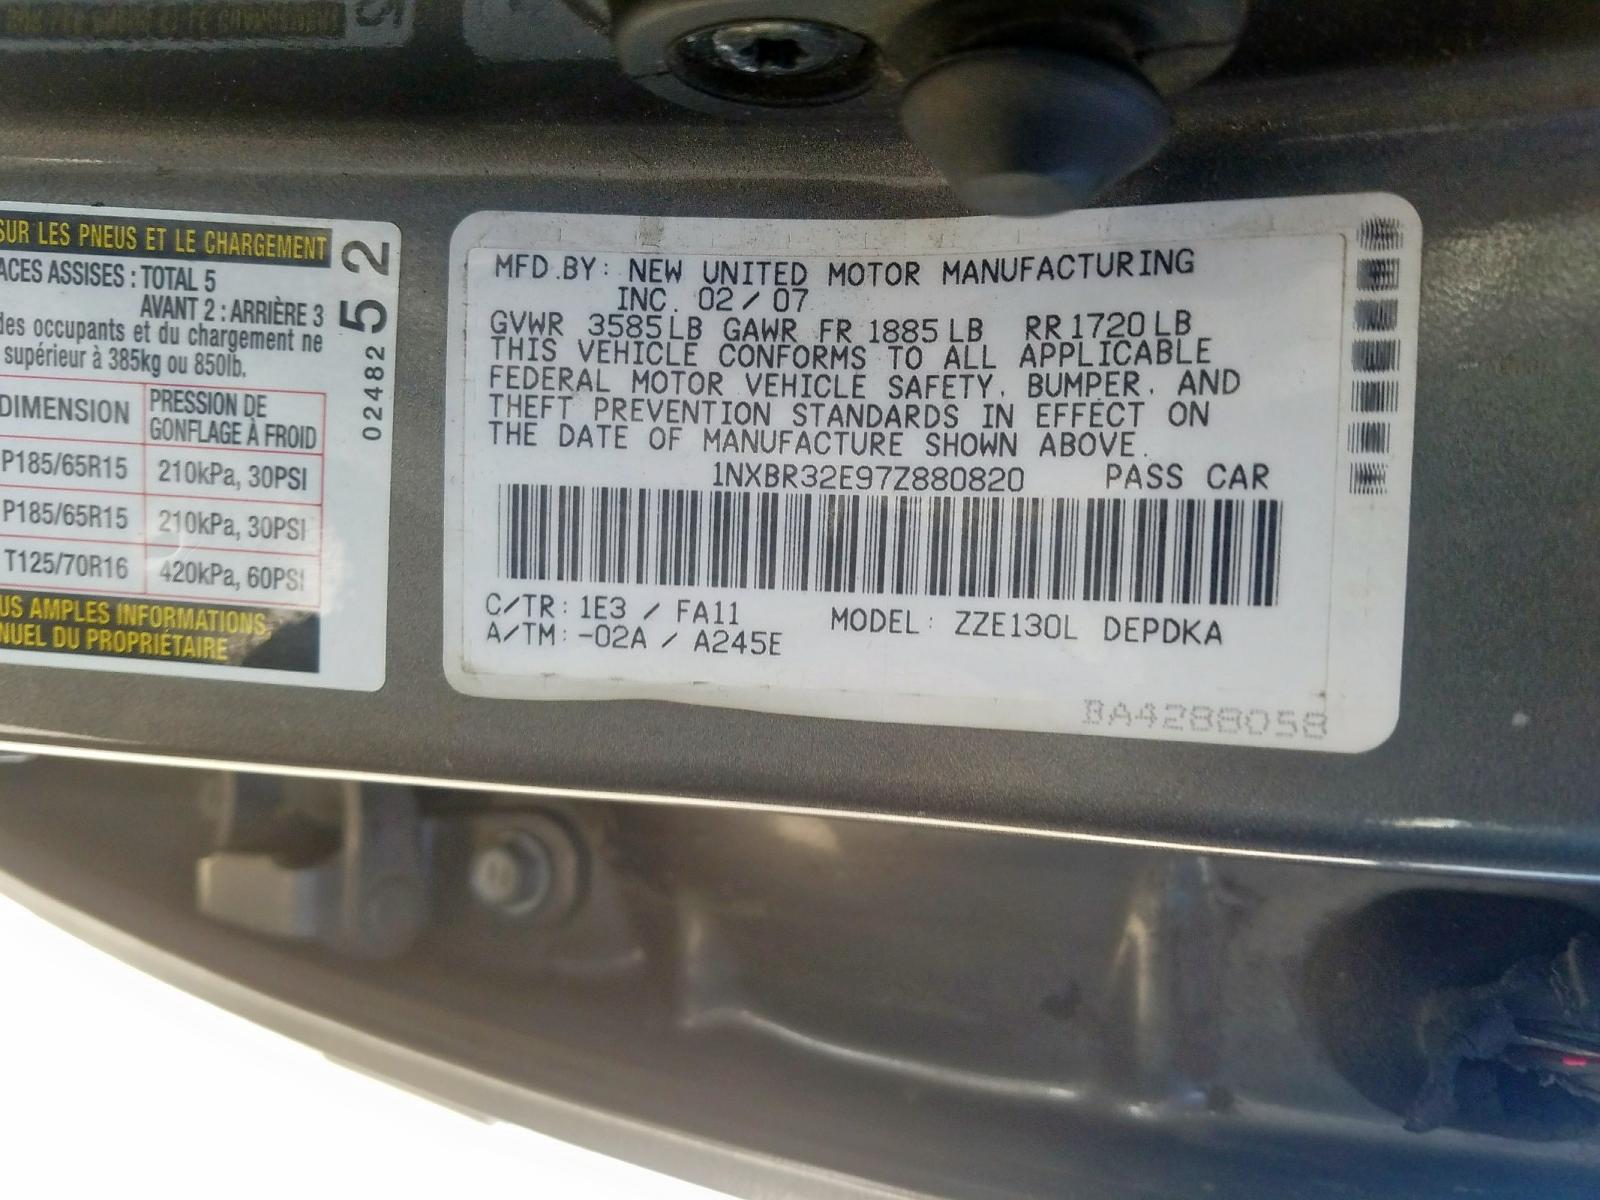 SUR LES PNEUS ET LE CHARGEMENT
ACES ASSISES : TOTAL 5
AVANT 2 : ARRIÈRE 3
des occupants et du chargement ne
supérieur à 385kg ou 850lb.
DIMENSION PRESSION DE GONFLAGE À FROID
P185/65R15 210kPa, 30PSI
P185/65R15 210kPa, 30PSI
T125/70R16 420kPa, 60PSI
US AMPLES INFORMATIONS,
NUEL DU PROPRIÉTAIRE
52
02482
MFD.BY: NEW UNITED MOTOR MANUFACTURING
INC. 02/07
GVWR 3585LB GAWR FR 1885LB RR1720LB
THIS VEHICLE CONFORMS TO ALL APPLICABLE
FEDERAL MOTOR VEHICLE SAFETY, BUMPER, AND
THEFT PREVENTION STANDARDS IN EFFECT ON
THE DATE OF MANUFACTURE SHOWN ABOVE.
1NXBR32E97Z880820 PASS CAR
C/TR: 1E3 / FA11 MODEL: ZZE130L DEPDKA
A/TM: -02A / A245E
BA4288058